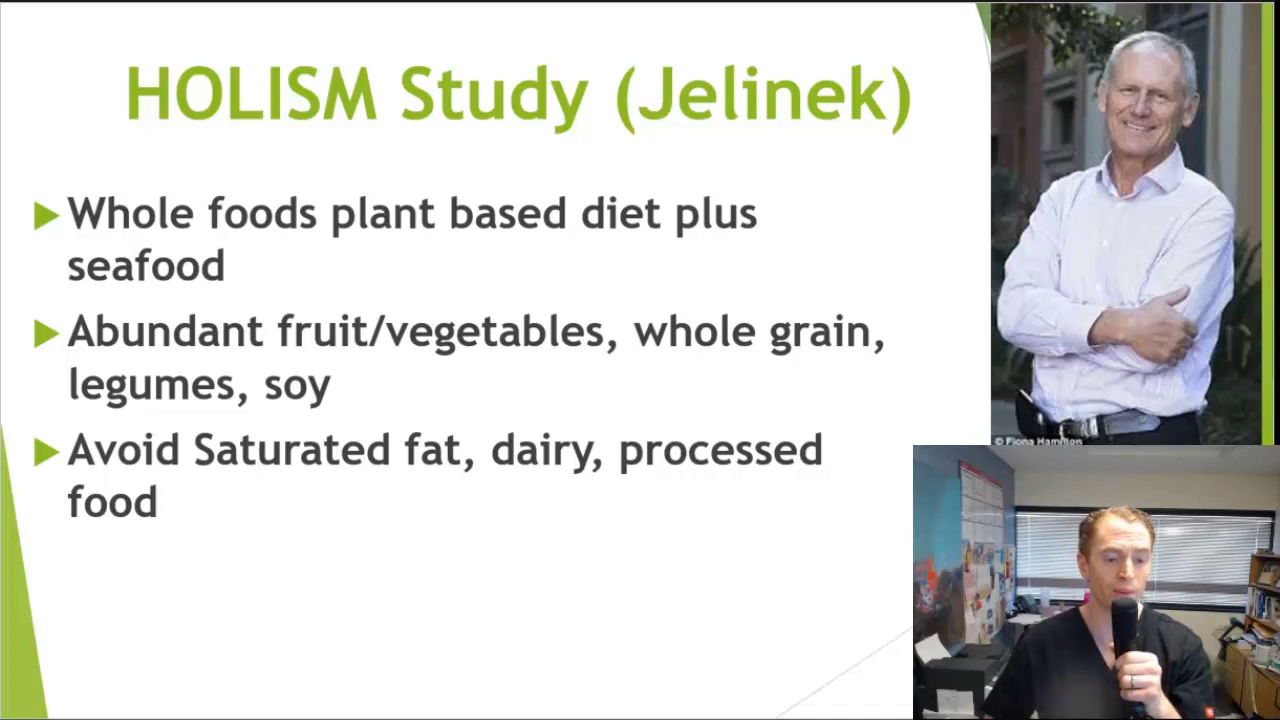 HOLISM Study (Jelinek)
Whole foods plant based diet plus
seafood
Abundant fruit/vegetables, whole grain,
legumes, soy
Avoid Saturated fat, dairy, processed
food
© Fiona Hamilton